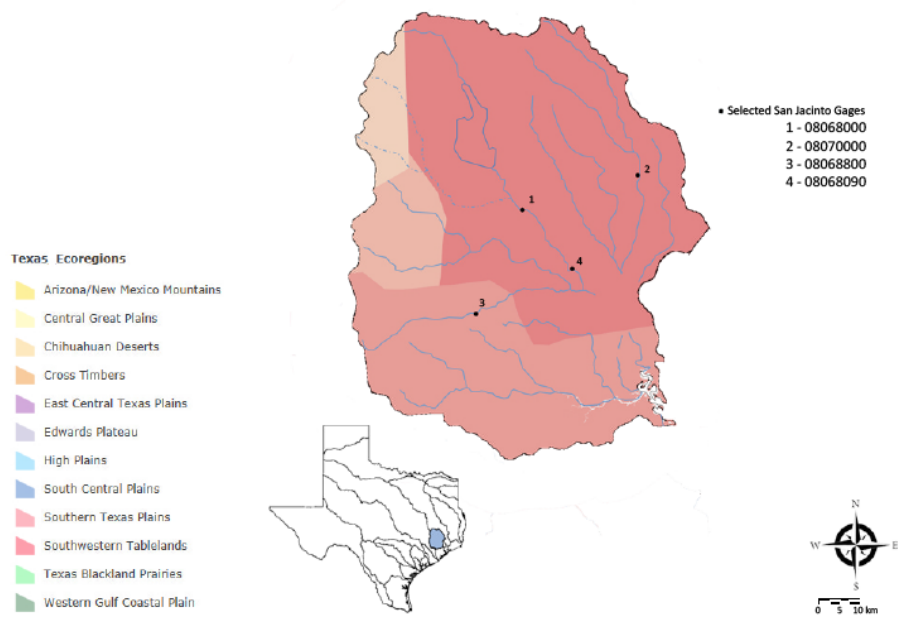 Selected San Jacinto Gages
1 - 08068000
2 - 08070000
3 - 08068800
4 - 08068090
2
1
4
3
Texas Ecoregions
Arizona/New Mexico Mountains
Central Great Plains
Chihuahuan Deserts
Cross Timbers
East Central Texas Plains
Edwards Plateau
High Plains
South Central Plains
Southern Texas Plains
Southwestern Tablelands
Texas Blackland Prairies
Western Gulf Coastal Plain
N
W E
S
0 5 10 km